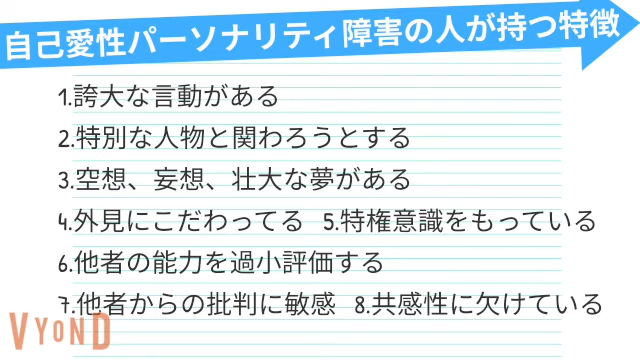 自己愛性パーソナリティ障害の人が持つ特徴
1.誇大な言動がある
2.特別な人物と関わろうとする
3.空想、妄想、壮大な夢がある
4.外見にこだわってる 5.特権意識をもっている
6.他者の能力を過小評価する
7.他者からの批判に敏感 8.共感性に欠けている
VYOND